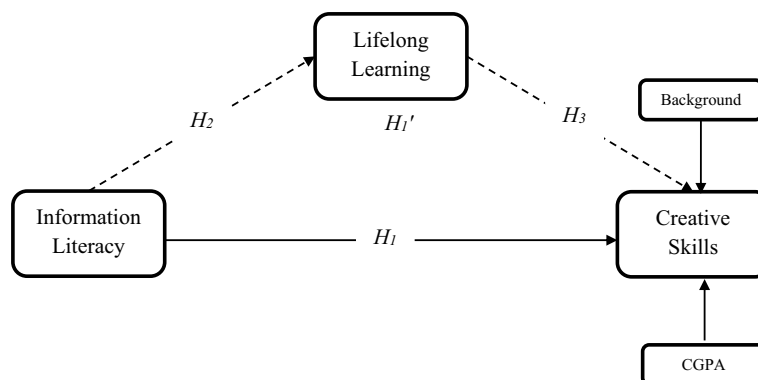 Lifelong
Learning
Background
H2
H1'
H3
Information
Literacy
H1
Creative
Skills
CGPA